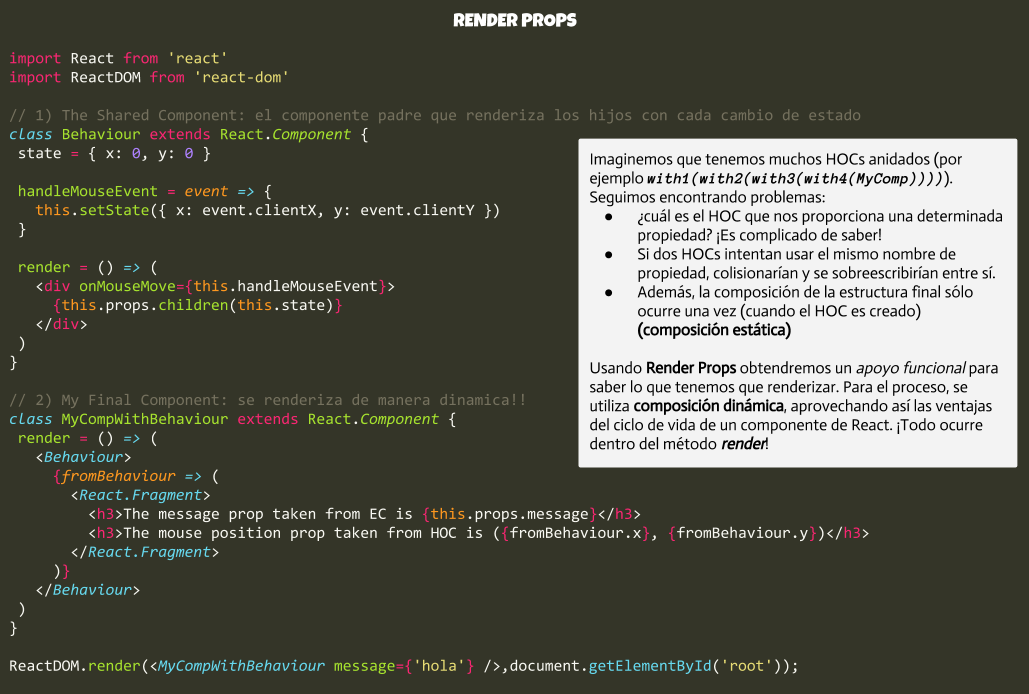 RENDER PROPS
import React from 'react'
import ReactDOM from 'react-dom'
// 1) The Shared Component: el componente padre que renderiza los hijos con cada cambio de estado
class Behaviour extends React.Component {
state = { x: 0, y: 0 }
handleMouseEvent = event => {
this.setState({ x: event.clientX, y: event.clientY })
}
render = () => (
<div onMouseMove={this.handleMouseEvent}>
{this.props.children(this.state)}
</div>
)
}
// 2) My Final Component: se renderiza de manera dinamica!!
class MyCompWithBehaviour extends React.Component {
render = () => (
<Behaviour>
{fromBehaviour => (
<React.Fragment>
<h3>The message prop taken from EC is {this.props.message}</h3>
<h3>The mouse position prop taken from HOC is ({fromBehaviour.x}, {fromBehaviour.y})</h3>
</React.Fragment>
)}
</Behaviour>
)
}
ReactDOM.render(<MyCompWithBehaviour message={'hola'} />,document.getElementById('root'));
Imaginemos que tenemos muchos HOCs anidados (por
ejemplo with1(with2(with3(with4(MyComp))))).
Seguimos encontrando problemas:
● ¿cuál es el HOC que nos proporciona una determinada
propiedad? ¡Es complicado de saber!
● Si dos HOCs intentan usar el mismo nombre de
propiedad, colisionarían y se sobreescribirían entre sí.
● Además, la composición de la estructura final sólo
ocurre una vez (cuando el HOC es creado)
(composición estática)
Usando Render Props obtendremos un apoyo funcional para
saber lo que tenemos que renderizar. Para el proceso, se
utiliza composición dinámica, aprovechando así las ventajas
del ciclo de vida de un componente de React. ¡Todo ocurre
dentro del método render!